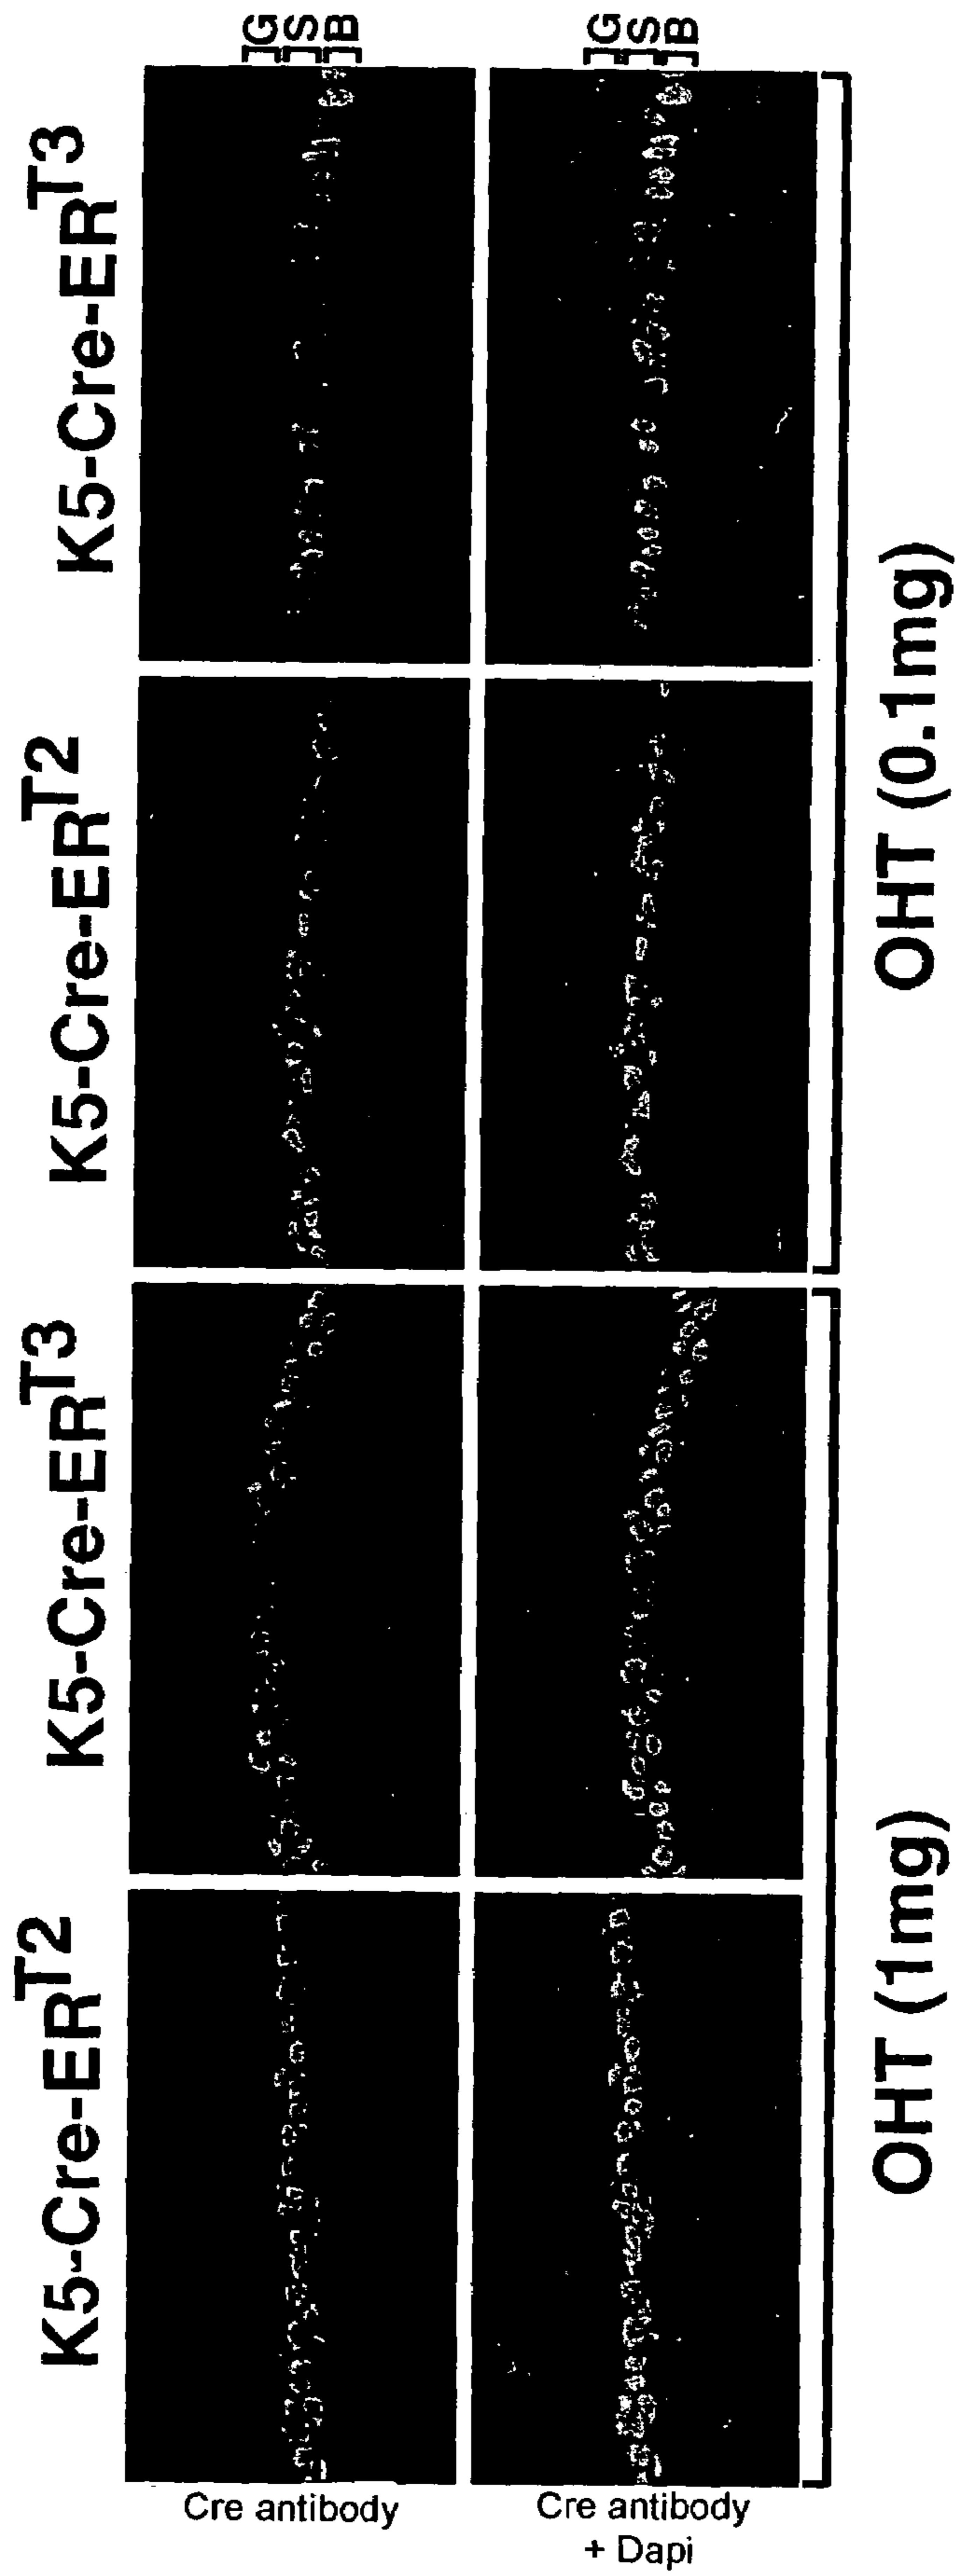 G
S
B
G
S
B
K5-Cre-ER^T3
K5-Cre-ER^T2
K5-Cre-ER^T3
K5-Cre-ER^T2
OHT (0.1mg)
OHT (1mg)
Cre antibody
Cre antibody
+ Dapi